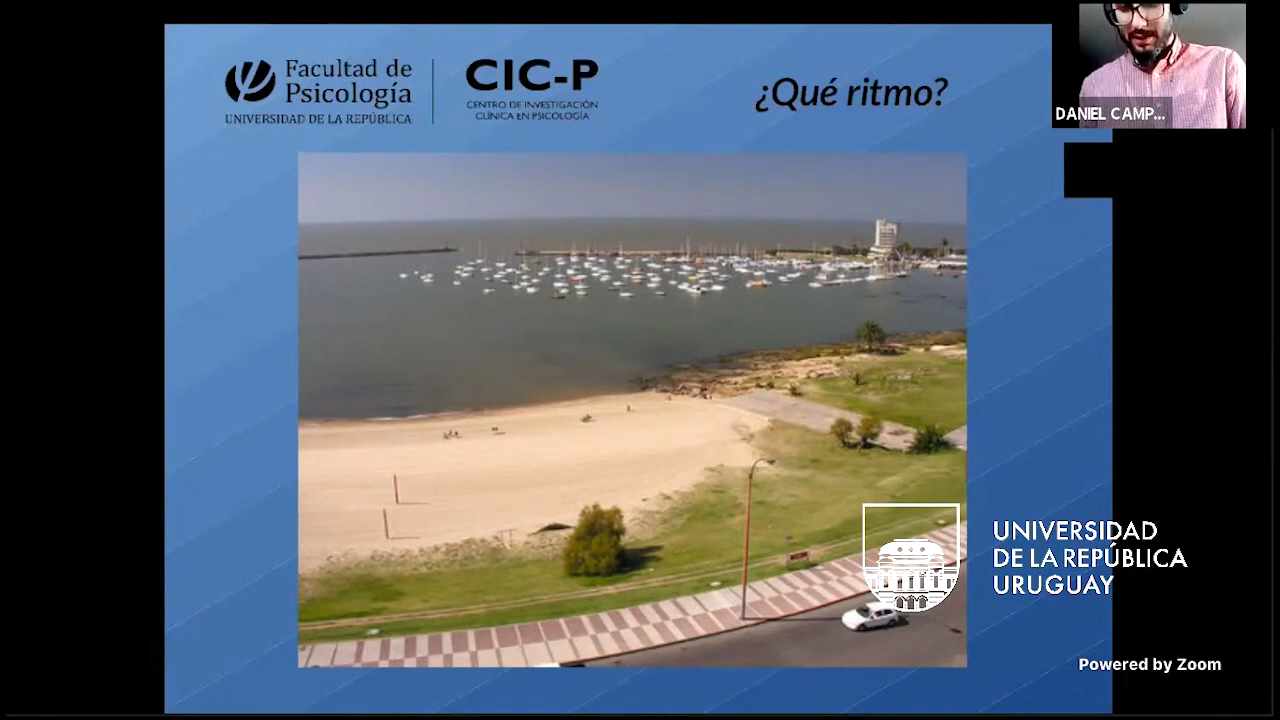 Facultad de
Psicología
UNIVERSIDAD DE LA REPÚBLICA
CIC-P
CENTRO DE INVESTIGACIÓN
CLÍNICA EN PSICOLOGÍA
¿Qué ritmo?
DANIEL CAMP...
UNIVERSIDAD
DE LA REPÚBLICA
URUGUAY
Powered by Zoom